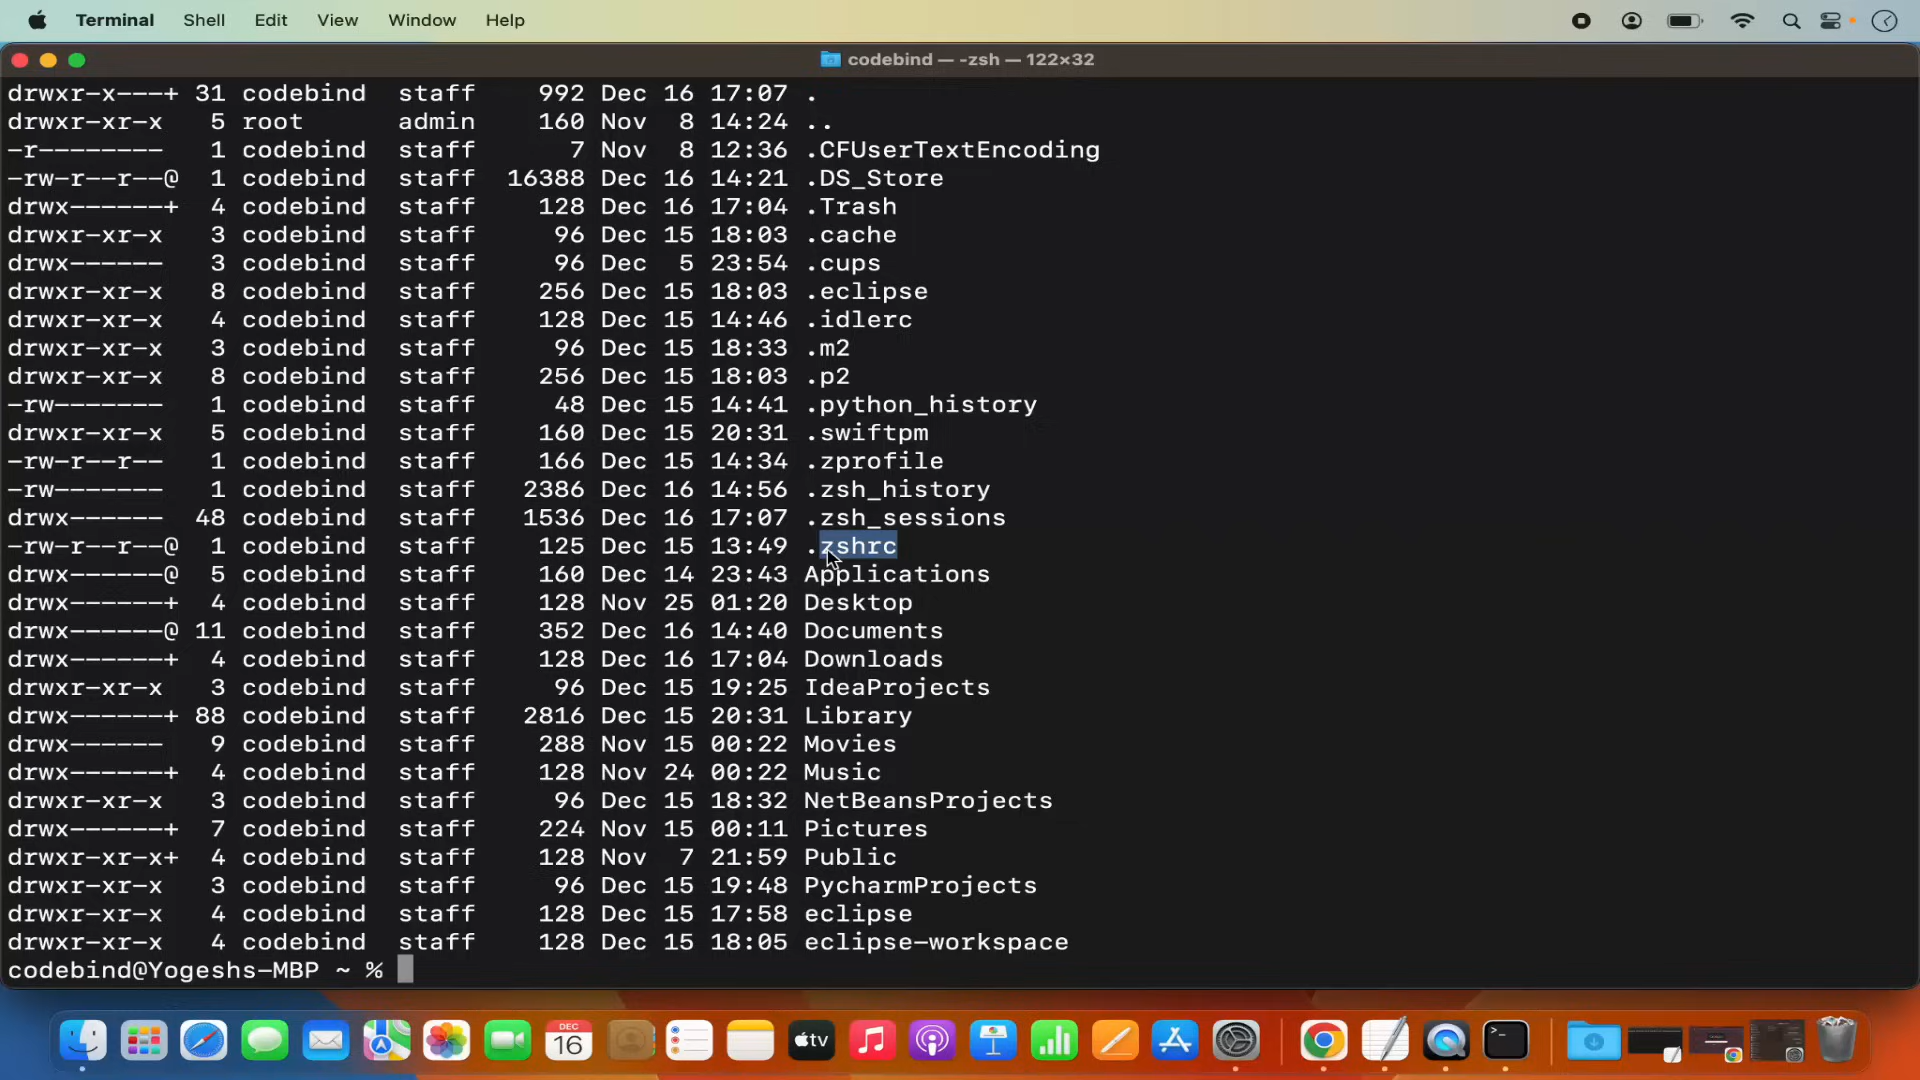 Terminal Shell Edit View Window Help
codebind — -zsh — 122×32
drwxr-x---+ 31 codebind  staff    992 Dec 16 17:07 .
drwxr-xr-x   5 root      admin    160 Nov  8 14:24 ..
-r--------   1 codebind  staff      7 Nov  8 12:36 .CFUserTextEncoding
-rw-r--r--@  1 codebind  staff  16388 Dec 16 14:21 .DS_Store
drwx------+  4 codebind  staff    128 Dec 16 17:04 .Trash
drwxr-xr-x   3 codebind  staff     96 Dec 15 18:03 .cache
drwx------   3 codebind  staff     96 Dec  5 23:54 .cups
drwxr-xr-x   8 codebind  staff    256 Dec 15 18:03 .eclipse
drwxr-xr-x   4 codebind  staff    128 Dec 15 14:46 .idlerc
drwxr-xr-x   3 codebind  staff     96 Dec 15 18:33 .m2
drwxr-xr-x   8 codebind  staff    256 Dec 15 18:03 .p2
-rw-------   1 codebind  staff     48 Dec 15 14:41 .python_history
drwxr-xr-x   5 codebind  staff    160 Dec 15 20:31 .swiftpm
-rw-r--r--   1 codebind  staff    166 Dec 15 14:34 .zprofile
-rw-------   1 codebind  staff   2386 Dec 16 14:56 .zsh_history
drwx------  48 codebind  staff   1536 Dec 16 17:07 .zsh_sessions
-rw-r--r--@  1 codebind  staff    125 Dec 15 13:49 .zshrc
drwx------@  5 codebind  staff    160 Dec 14 23:43 Applications
drwx------+  4 codebind  staff    128 Nov 25 01:20 Desktop
drwx------@ 11 codebind  staff    352 Dec 16 14:40 Documents
drwx------+  4 codebind  staff    128 Dec 16 17:04 Downloads
drwxr-xr-x   3 codebind  staff     96 Dec 15 19:25 IdeaProjects
drwx------+ 88 codebind  staff   2816 Dec 15 20:31 Library
drwx------   9 codebind  staff    288 Nov 15 00:22 Movies
drwx------+  4 codebind  staff    128 Nov 24 00:22 Music
drwxr-xr-x   3 codebind  staff     96 Dec 15 18:32 NetBeansProjects
drwx------+  7 codebind  staff    224 Nov 15 00:11 Pictures
drwxr-xr-x+  4 codebind  staff    128 Nov  7 21:59 Public
drwxr-xr-x   3 codebind  staff     96 Dec 15 19:48 PycharmProjects
drwxr-xr-x   4 codebind  staff    128 Dec 15 17:58 eclipse
drwxr-xr-x   4 codebind  staff    128 Dec 15 18:05 eclipse-workspace
codebind@Yogeshs-MBP ~ %
DEC
16
tv